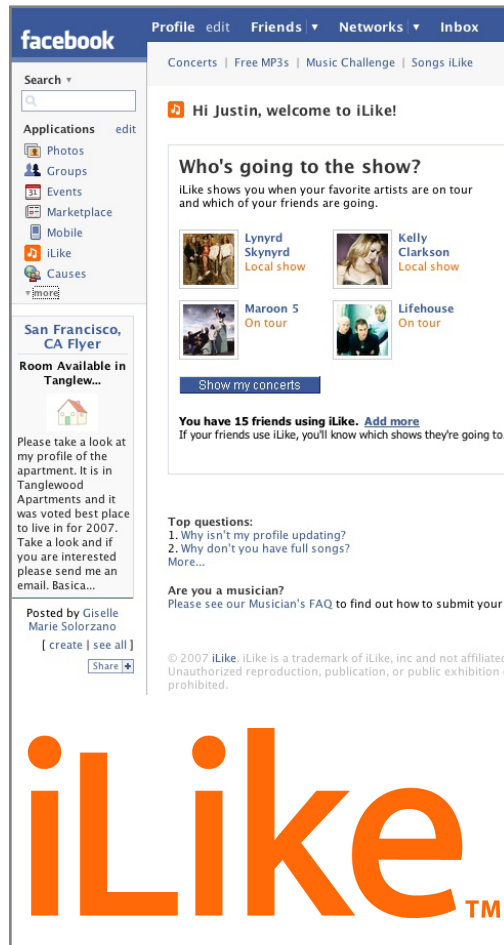 facebook
Profile edit Friends ▼ Networks ▼ Inbox
Search ▼
Applications edit
Photos
Groups
31 Events
Marketplace
Mobile
iLike
Causes
▼more
San Francisco,
CA Flyer
Room Available in
Tanglew...
Please take a look at
my profile of the
apartment. It is in
Tanglewood
Apartments and it
was voted best place
to live in for 2007.
Take a look and if
you are interested
please send me an
email. Basica...
Posted by Giselle
Marie Solorzano
[ create | see all ]
Share +
Concerts | Free MP3s | Music Challenge | Songs iLike
Hi Justin, welcome to iLike!
Who's going to the show?
iLike shows you when your favorite artists are on tour
and which of your friends are going.
Lynyrd
Skynyrd
Local show
Kelly
Clarkson
Local show
Maroon 5
On tour
Lifehouse
On tour
Show my concerts
You have 15 friends using iLike. Add more
If your friends use iLike, you'll know which shows they're going to
Top questions:
1. Why isn't my profile updating?
2. Why don't you have full songs?
More...
Are you a musician?
Please see our Musician's FAQ to find out how to submit your
© 2007 iLike. iLike is a trademark of iLike, inc and not affiliated
Unauthorized reproduction, publication, or public exhibition
prohibited.
iLike™